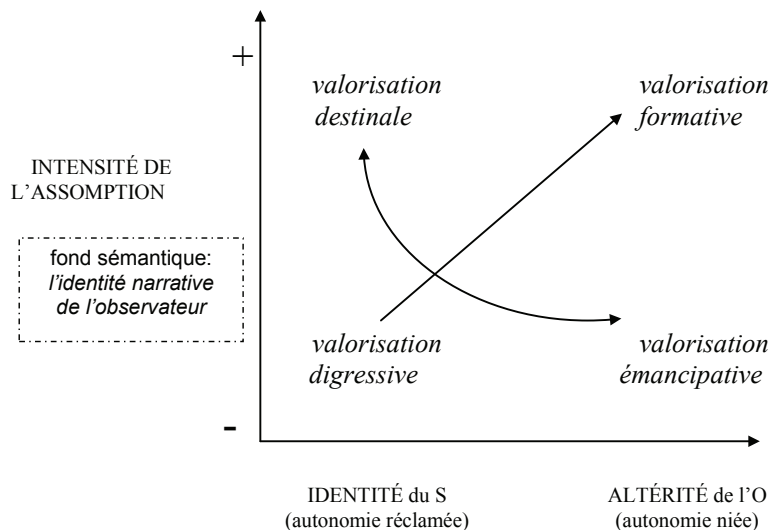 +
valorisation
destinale
valorisation
formative
INTENSITÉ DE
L'ASSOMPTION
fond sémantique:
l'identité narrative
de l'observateur
valorisation
digressive
valorisation
émancipative
-
IDENTITÉ du S
(autonomie réclamée)
ALTÉRITÉ de l'O
(autonomie niée)